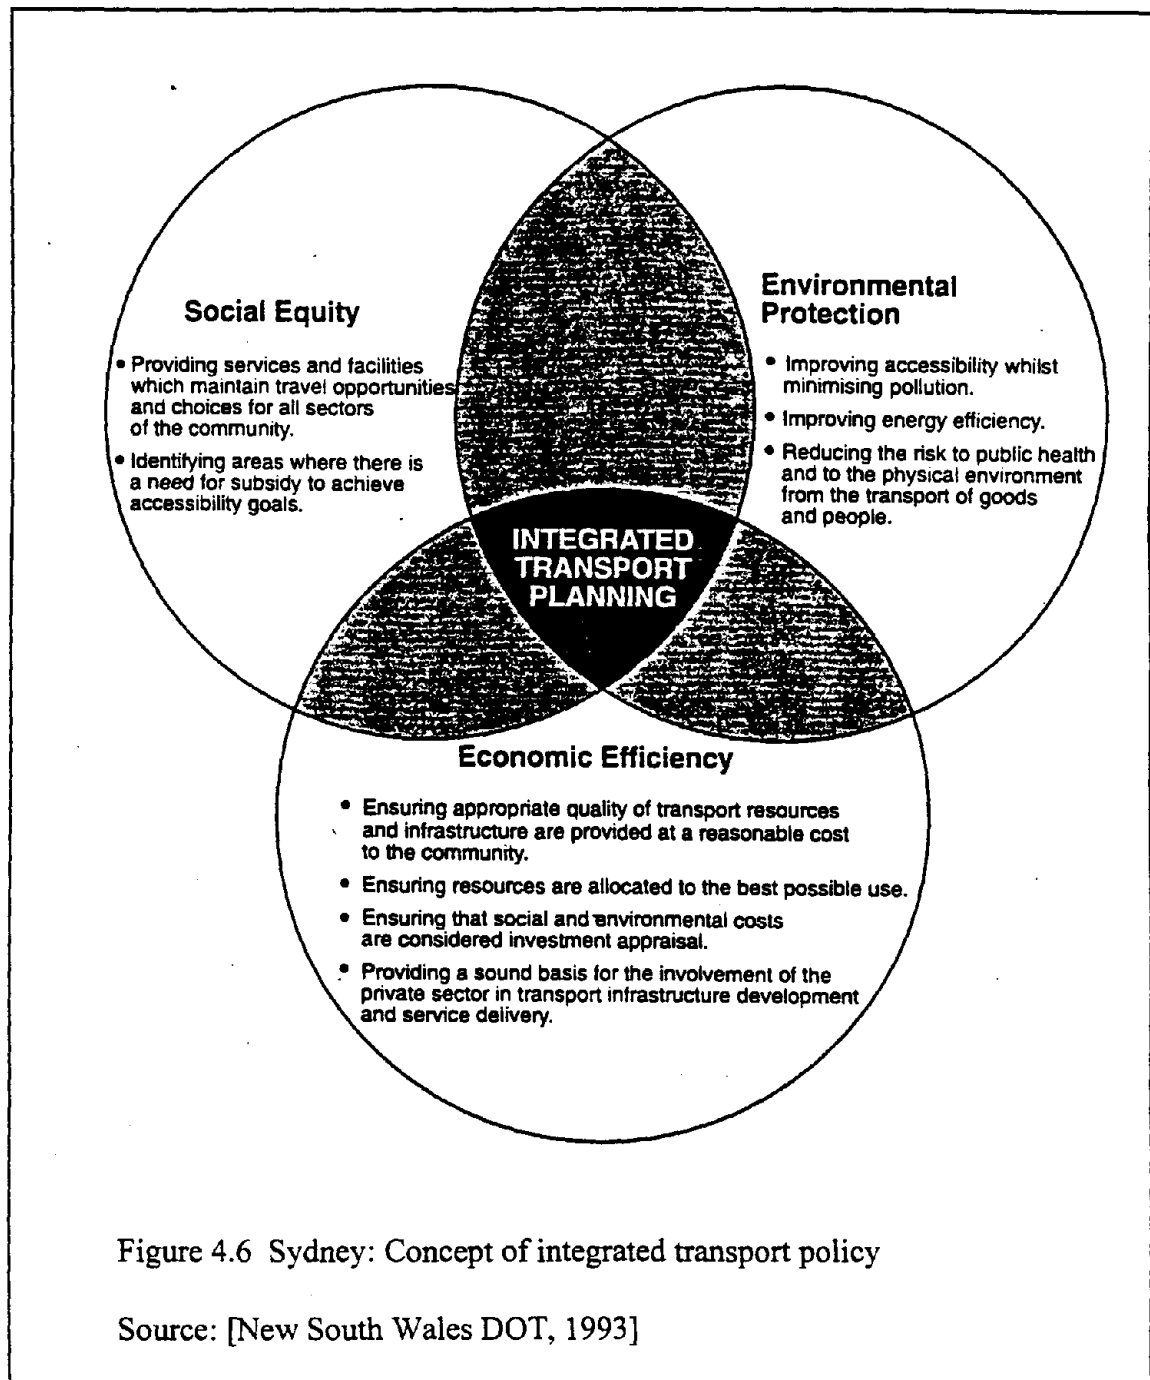 Social Equity
• Providing services and facilities
which maintain travel opportunities
and choices for all sectors
of the community.
• Identifying areas where there is
a need for subsidy to achieve
accessibility goals.
Environmental
Protection
• Improving accessibility whilst
minimising pollution.
• Improving energy efficiency.
• Reducing the risk to public health
and to the physical environment
from the transport of goods
and people.
INTEGRATED
TRANSPORT
PLANNING
Economic Efficiency
• Ensuring appropriate quality of transport resources
and infrastructure are provided at a reasonable cost
to the community.
• Ensuring resources are allocated to the best possible use.
• Ensuring that social and environmental costs
are considered investment appraisal.
• Providing a sound basis for the involvement of the
private sector in transport infrastructure development
and service delivery.
Figure 4.6 Sydney: Concept of integrated transport policy
Source: [New South Wales DOT, 1993]